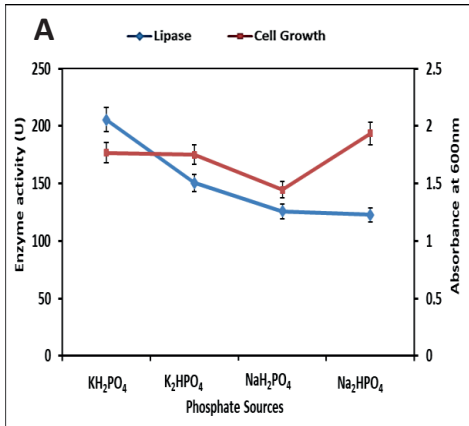 A
Lipase Cell Growth
Enzyme activity (U)
250
200
150
100
50
0
2.5
2
1.5
1
0.5
0
Absorbance at 600nm
KH₂PO₄ K₂HPO₄ NaH₂PO₄ Na₂HPO₄
Phosphate Sources